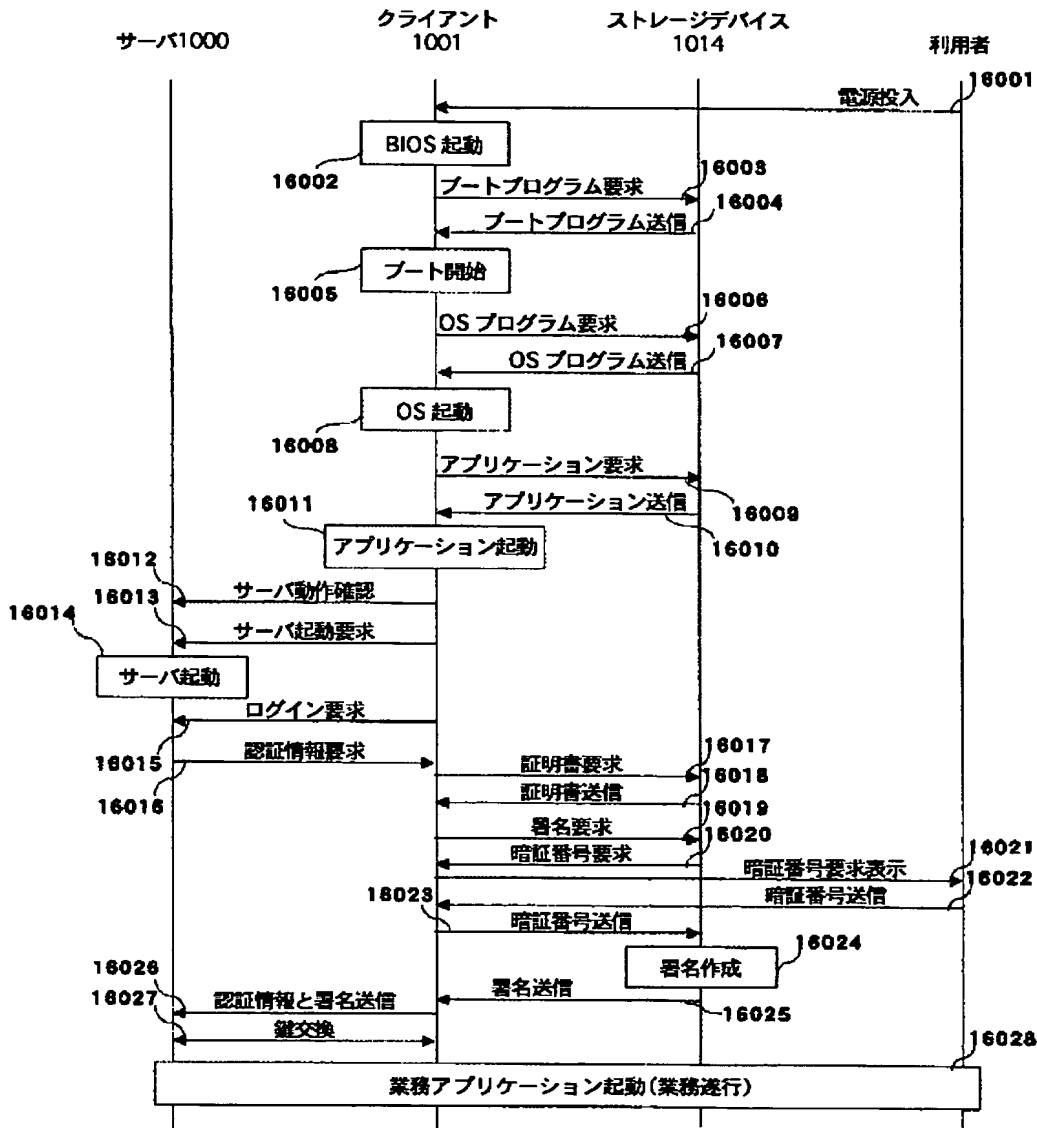 サーバ1000
クライアント
1001
ストレージデバイス
1014
利用者
16001
電源投入
BIOS 起動
16002
16003
ブートプログラム要求
16004
ブートプログラム送信
ブート開始
16005
16006
OS プログラム要求
16007
OS プログラム送信
OS 起動
16008
アプリケーション要求
16009
アプリケーション送信
16010
16011
アプリケーション起動
16012
サーバ動作確認
16013
サーバ起動要求
16014
サーバ起動
ログイン要求
16015
認証情報要求
16016
16017
証明書要求
16018
証明書送信
16019
署名要求
16020
暗証番号要求
16021
暗証番号要求表示
16022
暗証番号送信
16023
暗証番号送信
16024
署名作成
署名送信
16025
16026
認証情報と署名送信
16027
鍵交換
16028
業務アプリケーション起動(業務遂行)